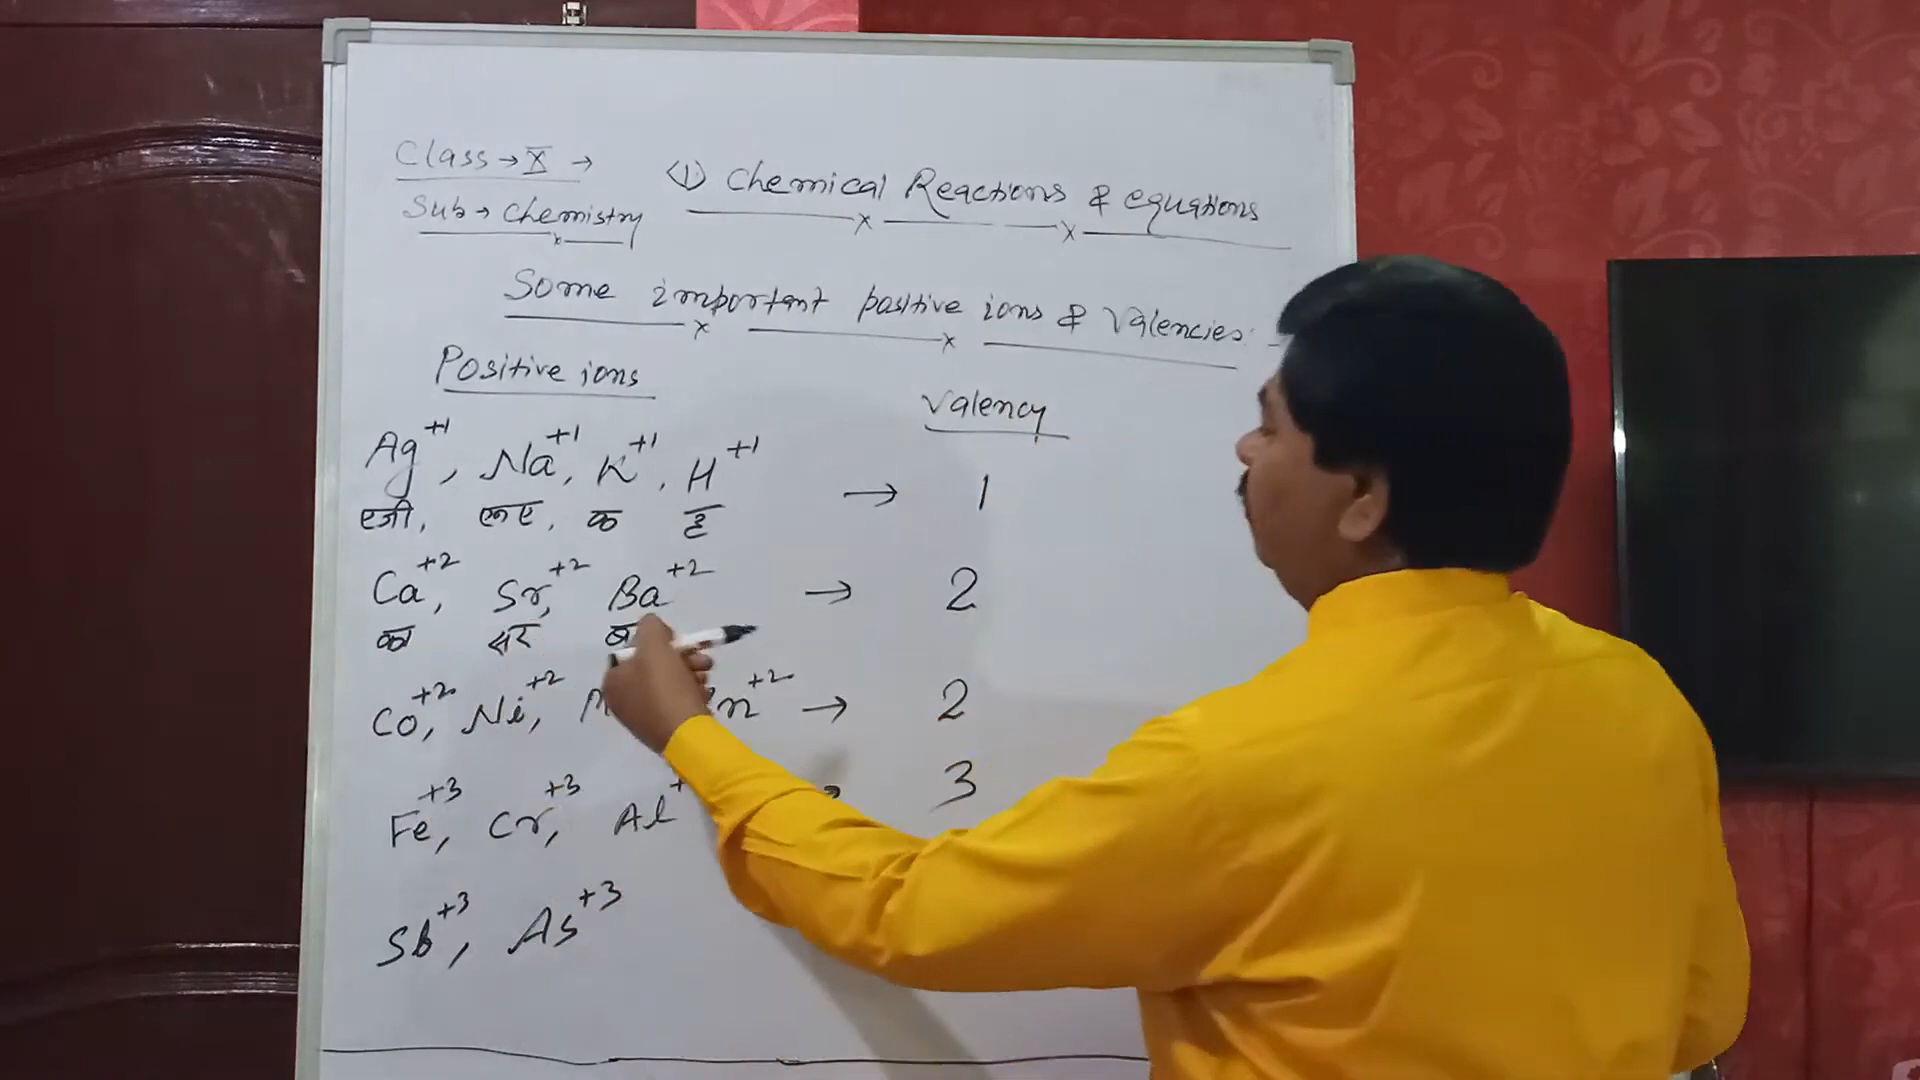 Class → X →
<1> Chemical Reactions & equations
Sub → Chemistry
Some important positive ions & Valencies
Positive ions
Valency
Ag⁺¹, Na⁺¹, K⁺¹, H⁺¹ → 1
एजी, एनए, क ह
Ca⁺², Sr⁺², Ba⁺² → 2
का सर
Co⁺², Ni⁺², n⁺² → 2
Fe⁺³, Cr⁺³, Al⁺ 3
Sb⁺³, As⁺³